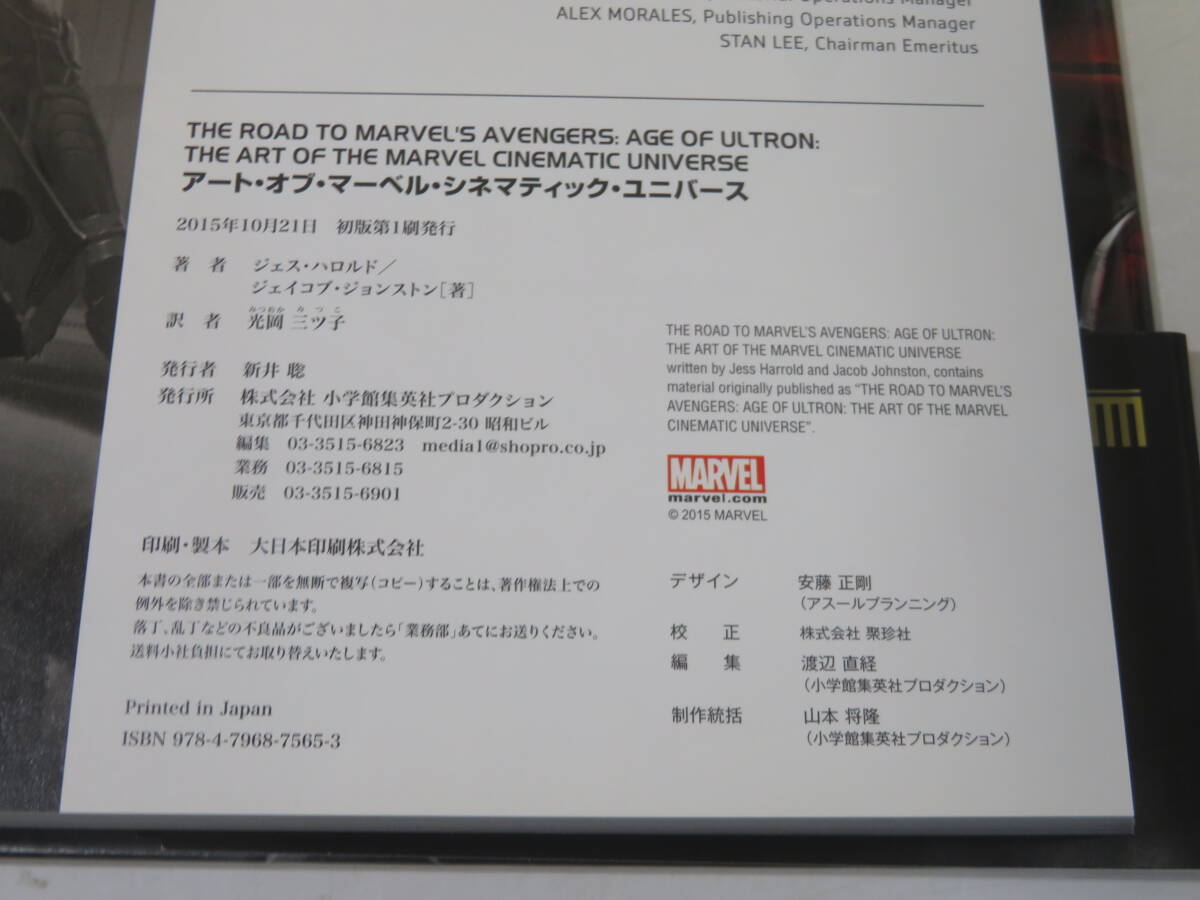 Operations Manager
ALEX MORALES, Publishing Operations Manager
STAN LEE, Chairman Emeritus
THE ROAD TO MARVEL'S AVENGERS: AGE OF ULTRON:
THE ART OF THE MARVEL CINEMATIC UNIVERSE
アート・オブ・マーベル・シネマティック・ユニバース
2015年10月21日 初版第1刷発行
著 者 ジェス・ハロルド／
ジェイコブ・ジョンストン[著]
みつおか みつこ
訳 者 光岡 三ツ子
発行者 新井 聡
発行所 株式会社 小学館集英社プロダクション
東京都千代田区神田神保町2-30 昭和ビル
編集 03-3515-6823 media1@shopro.co.jp
業務 03-3515-6815
販売 03-3515-6901
印刷・製本 大日本印刷株式会社
本書の全部または一部を無断で複写(コピー)することは、著作権法上での
例外を除き禁じられています。
落丁、乱丁などの不良品がございましたら「業務部」あてにお送りください。
送料小社負担にてお取り替えいたします。
Printed in Japan
ISBN 978-4-7968-7565-3
THE ROAD TO MARVEL'S AVENGERS: AGE OF ULTRON:
THE ART OF THE MARVEL CINEMATIC UNIVERSE
written by Jess Harrold and Jacob Johnston, contains
material originally published as "THE ROAD TO MARVEL'S
AVENGERS: AGE OF ULTRON: THE ART OF THE MARVEL
CINEMATIC UNIVERSE".
MARVEL
marvel.com
© 2015 MARVEL
デザイン 安藤 正剛
(アスールプランニング)
校 正 株式会社 聚珍社
編 集 渡辺 直経
(小学館集英社プロダクション)
制作統括 山本 将隆
(小学館集英社プロダクション)